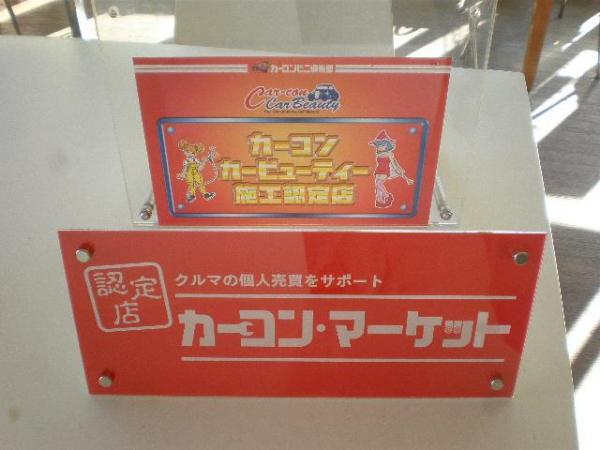 カーコンビニ倶楽部
Car-con
Car Beauty
カーコン
カービューティー
施工認定店
認定
店
クルマの個人売買をサポート
カーコン・マーケット